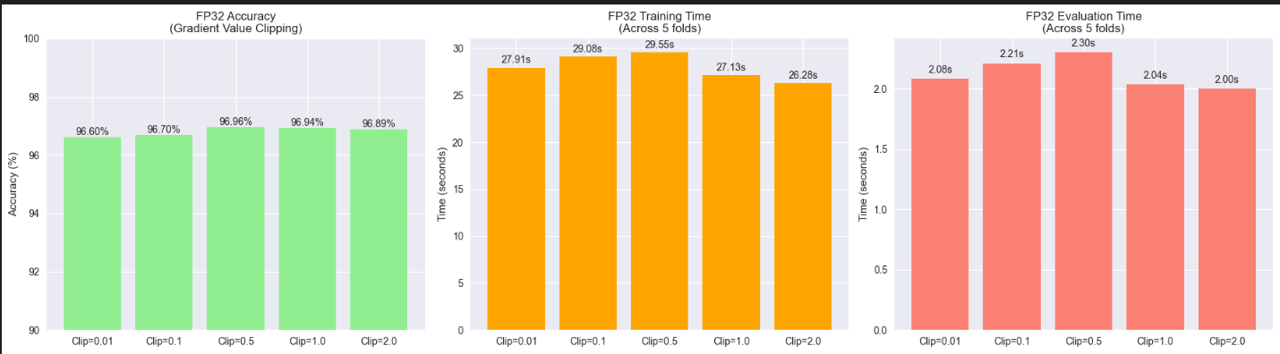 FP32 Accuracy
(Gradient Value Clipping)
Accuracy (%)
100
98
96
94
92
90
96.60%
96.70%
96.96%
96.94%
96.89%
Clip=0.01
Clip=0.1
Clip=0.5
Clip=1.0
Clip=2.0
FP32 Training Time
(Across 5 folds)
Time (seconds)
30
25
20
15
10
5
0
27.91s
29.08s
29.55s
27.13s
26.28s
Clip=0.01
Clip=0.1
Clip=0.5
Clip=1.0
Clip=2.0
FP32 Evaluation Time
(Across 5 folds)
Time (seconds)
2.0
1.5
1.0
0.5
0.0
2.08s
2.21s
2.30s
2.04s
2.00s
Clip=0.01
Clip=0.1
Clip=0.5
Clip=1.0
Clip=2.0